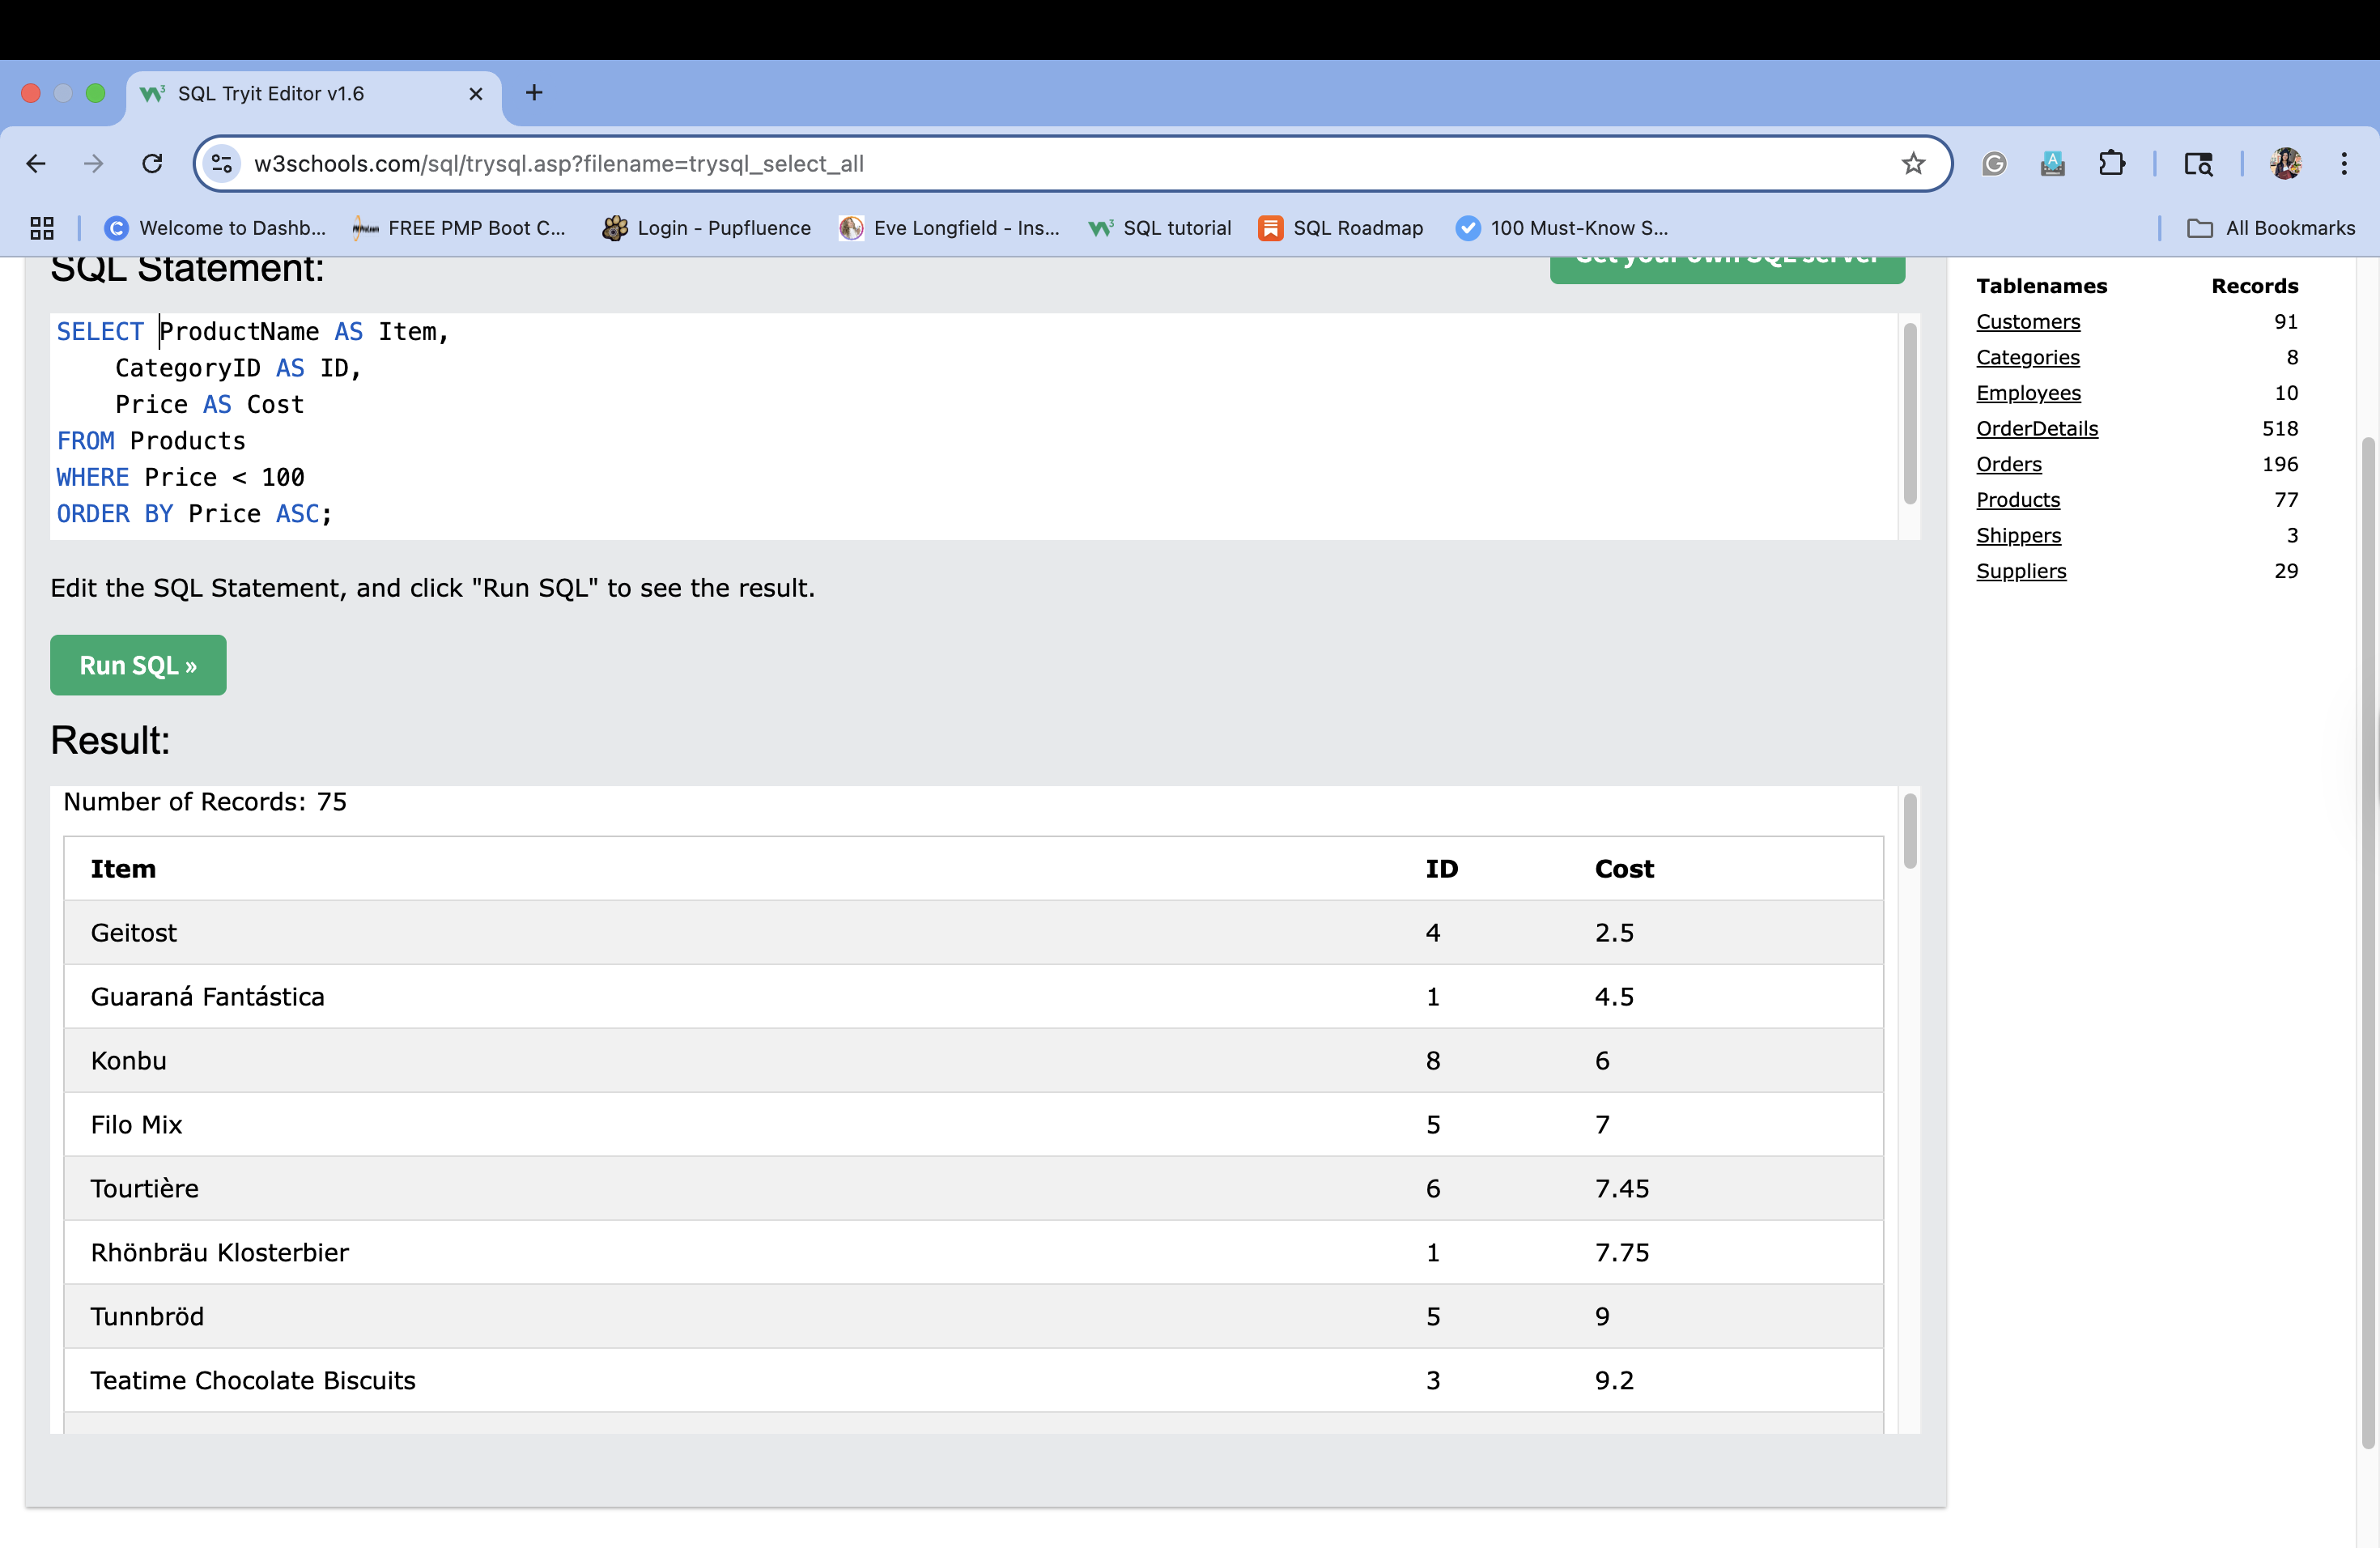 SQL Tryit Editor v1.6
w3schools.com/sql/trysql.asp?filename=trysql_select_all
Welcome to Dashb...
FREE PMP Boot C...
Login - Pupfluence
Eve Longfield - Ins...
SQL tutorial
SQL Roadmap
100 Must-Know S...
All Bookmarks
SQL Statement:
Get your own SQL server
SELECT ProductName AS Item,
CategoryID AS ID,
Price AS Cost
FROM Products
WHERE Price < 100
ORDER BY Price ASC;
Edit the SQL Statement, and click "Run SQL" to see the result.
Run SQL »
Result:
Number of Records: 75
Item ID Cost
Geitost 4 2.5
Guaraná Fantástica 1 4.5
Konbu 8 6
Filo Mix 5 7
Tourtière 6 7.45
Rhönbräu Klosterbier 1 7.75
Tunnbröd 5 9
Teatime Chocolate Biscuits 3 9.2
Tablenames Records
Customers 91
Categories 8
Employees 10
OrderDetails 518
Orders 196
Products 77
Shippers 3
Suppliers 29